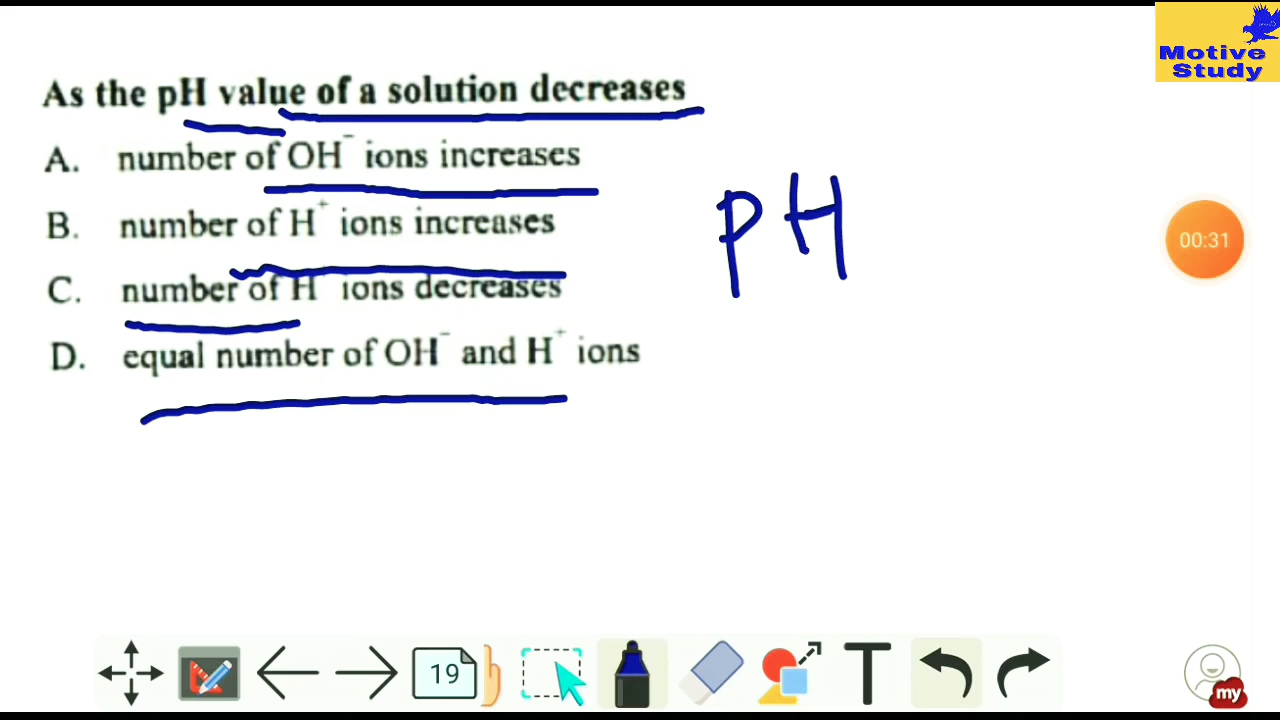 Motive
Study
As the pH value of a solution decreases
A. number of OH⁻ ions increases
B. number of H⁺ ions increases
C. number of H ions decreases
D. equal number of OH⁻ and H⁺ ions
PH
00:31
19
T
my